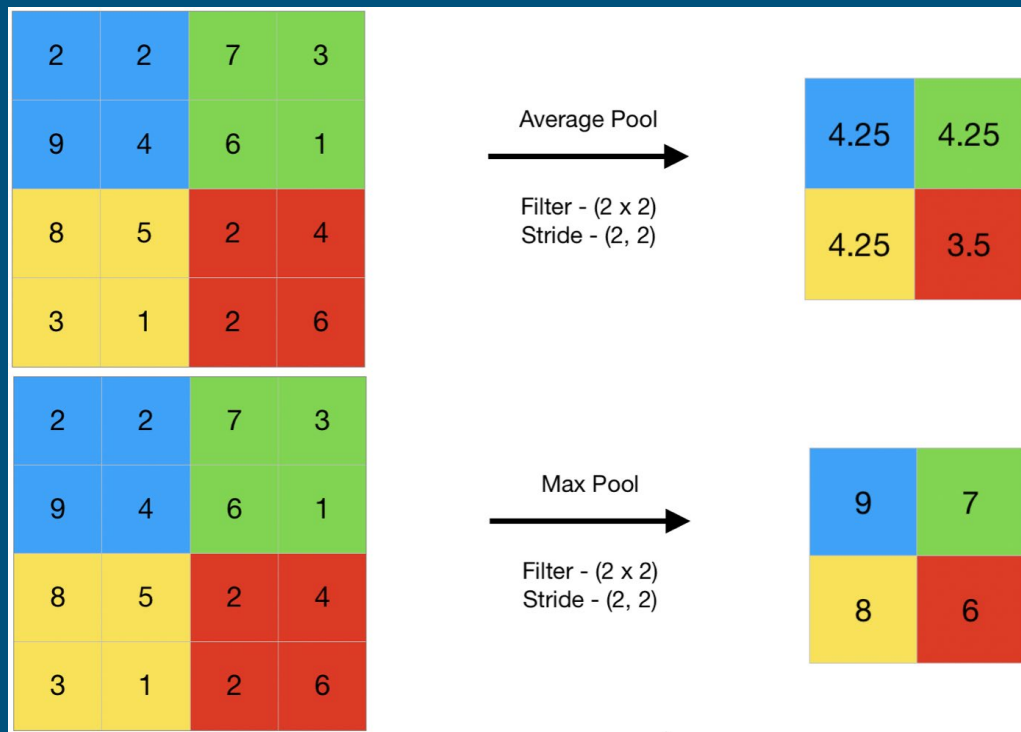 2 2 7 3
9 4 6 1
8 5 2 4
3 1 2 6
Average Pool
Filter - (2 x 2)
Stride - (2, 2)
4.25 4.25
4.25 3.5
2 2 7 3
9 4 6 1
8 5 2 4
3 1 2 6
Max Pool
Filter - (2 x 2)
Stride - (2, 2)
9 7
8 6